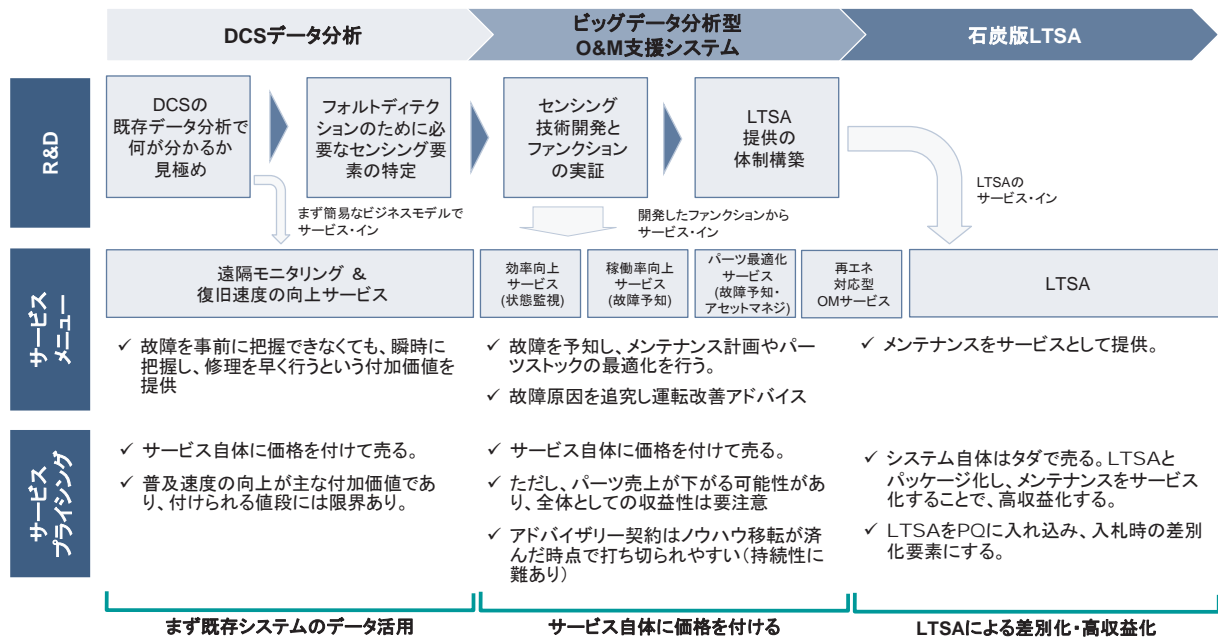 DCSデータ分析
ビッグデータ分析型
O&M支援システム
石炭版LTSA
R&D
DCSの
既存データ分析で
何が分かるか
見極め
フォルトディテク
ションのために必
要なセンシング要
素の特定
センシング
技術開発と
ファンクション
の実証
LTSA
提供の
体制構築
まず簡易なビジネスモデルで
サービス・イン
開発したファンクションから
サービス・イン
LTSAの
サービス・イン
サービス
メニュー
遠隔モニタリング &
復旧速度の向上サービス
効率向上
サービス
(状態監視)
稼働率向上
サービス
(故障予知)
パーツ最適化
サービス
(故障予知・
アセットマネジ)
再エネ
対応型
OMサービス
LTSA
✓ 故障を事前に把握できなくても、瞬時に
把握し、修理を早く行うという付加価値を
提供
✓ 故障を予知し、メンテナンス計画やパー
ツストックの最適化を行う。
✓ 故障原因を追究し運転改善アドバイス
✓ メンテナンスをサービスとして提供。
サービス
プライシング
✓ サービス自体に価格を付けて売る。
✓ 普及速度の向上が主な付加価値であ
り、付けられる値段には限界あり。
✓ サービス自体に価格を付けて売る。
✓ ただし、パーツ売上が下がる可能性があ
り、全体としての収益性は要注意
✓ アドバイザリー契約はノウハウ移転が済
んだ時点で打ち切られやすい(持続性に
難あり)
✓ システム自体はタダで売る。LTSAと
パッケージ化し、メンテナンスをサービス
化することで、高収益化する。
✓ LTSAをPQに入れ込み、入札時の差別
化要素にする。
まず既存システムのデータ活用
サービス自体に価格を付ける
LTSAによる差別化・高収益化